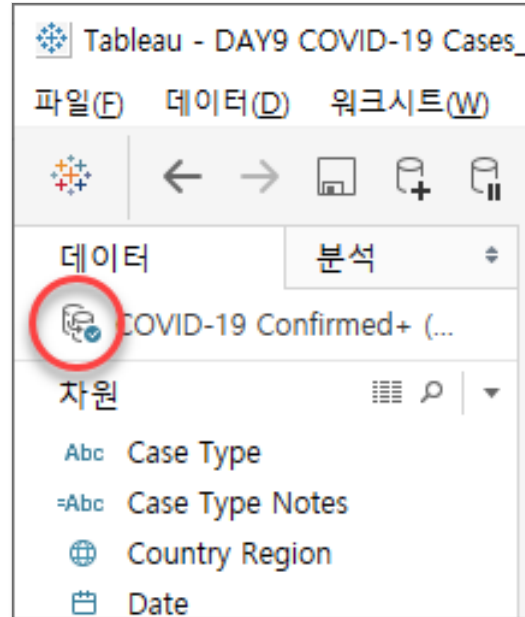 Tableau - DAY9 COVID-19 Cases_
파일(F) 데이터(D) 워크시트(W)
데이터 분석
COVID-19 Confirmed+ (...
차원
Abc Case Type
=Abc Case Type Notes
Country Region
Date